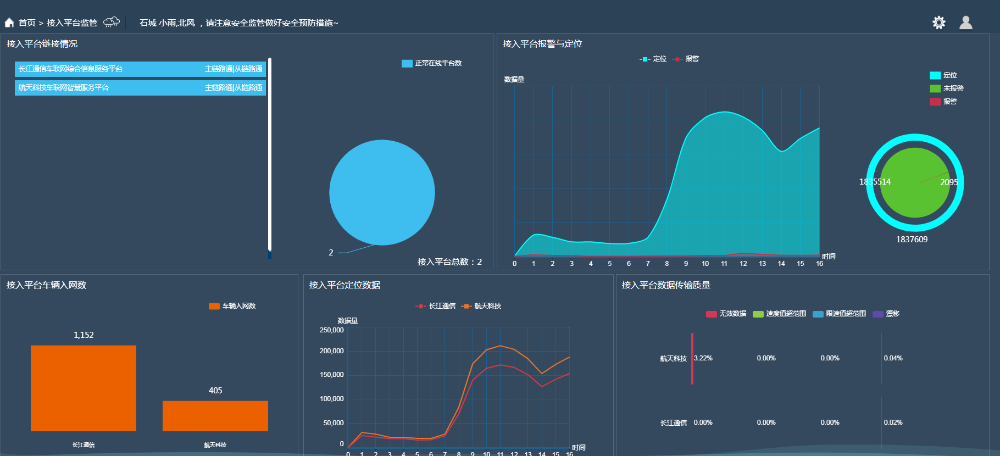 首页 > 接入平台监管 石城 小雨,北风 ，请注意安全监管做好安全预防措施~
接入平台链接情况
正常在线平台数
长江通信车联网综合信息服务平台 主链路通|从链路通
航天科技车联网智慧服务平台 主链路通|从链路通
2
接入平台总数：2
接入平台报警与定位
定位 报警
数据量
定位
未报警
报警
1835514 2095
1837609
时间
0 1 2 3 4 5 6 7 8 9 10 11 12 13 14 15 16
接入平台车辆入网数
车辆入网数
1,152
405
长江通信 航天科技
接入平台定位数据
长江通信 航天科技
数据量
250,000
200,000
150,000
100,000
50,000
0
时间
0 1 2 3 4 5 6 7 8 9 10 11 12 13 14 15 16
接入平台数据传输质量
无效数据 速度值超范围 限速值超范围 漂移
航天科技 3.22% 0.00% 0.00% 0.04%
长江通信 0.00% 0.00% 0.00% 0.02%